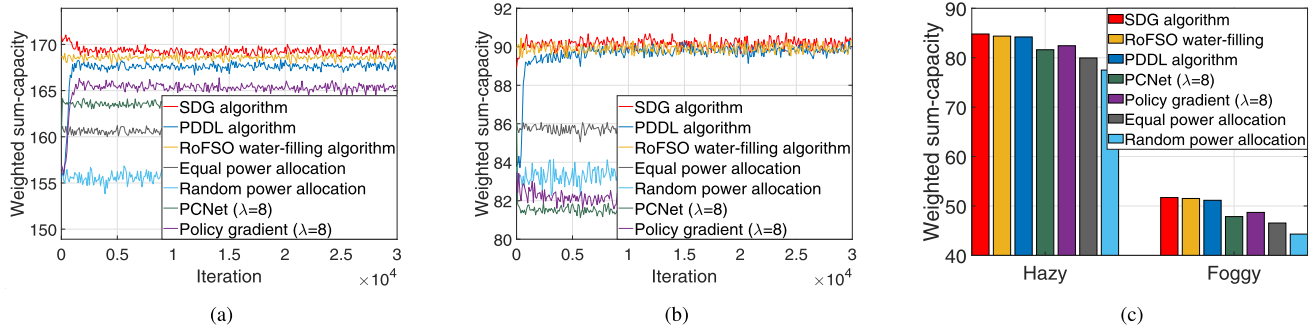 Weighted sum-capacity
170
165
160
155
150
0
0.5
1
1.5
2
2.5
3
Iteration
×10^4
SDG algorithm
PDDL algorithm
RoFSO water-filling algorithm
Equal power allocation
Random power allocation
PCNet (λ=8)
Policy gradient (λ=8)
(a)
Weighted sum-capacity
92
90
88
86
84
82
80
0
0.5
1
1.5
2
2.5
3
Iteration
×10^4
SDG algorithm
PDDL algorithm
RoFSO water-filling algorithm
Equal power allocation
Random power allocation
PCNet (λ=8)
Policy gradient (λ=8)
(b)
Weighted sum-capacity
90
80
70
60
50
40
Hazy
Foggy
SDG algorithm
RoFSO water-filling
PDDL algorithm
PCNet (λ=8)
Policy gradient (λ=8)
Equal power allocation
Random power allocation
(c)